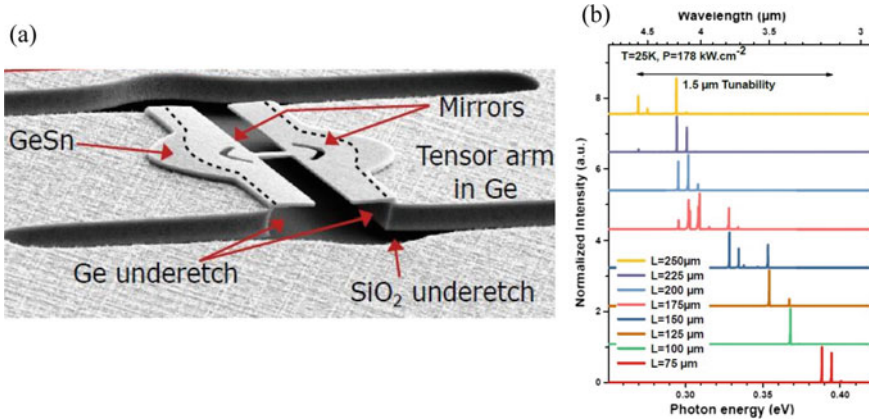 (a)
GeSn
Mirrors
Tensor arm
in Ge
Ge underetch
SiO₂ underetch
(b)
Wavelength (µm)
4.5 4 3.5 3
T=25K, P=178 kW.cm⁻²
1.5 µm Tunability
Normalized Intensity (a.u.)
8
6
4
2
0
L=250µm
L=225 µm
L=200 µm
L=175µm
L=150 µm
L=125 µm
L=100 µm
L=75 µm
0.30 0.35 0.40
Photon energy (eV)